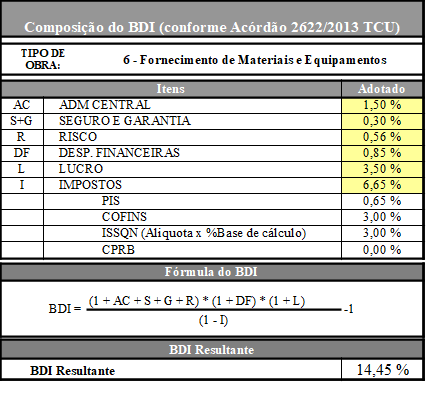 Composição do BDI (conforme Acórdão 2622/2013 TCU)
TIPO DE OBRA: 6 - Fornecimento de Materiais e Equipamentos
Itens Adotado
AC ADM CENTRAL 1,50 %
S+G SEGURO E GARANTIA 0,30 %
R RISCO 0,56 %
DF DESP. FINANCEIRAS 0,85 %
L LUCRO 3,50 %
I IMPOSTOS 6,65 %
PIS 0,65 %
COFINS 3,00 %
ISSQN (Aliquota x %Base de cálculo) 3,00 %
CPRB 0,00 %
Fórmula do BDI
BDI = (1 + AC + S + G + R) * (1 + DF) * (1 + L) -1
(1 - I)
BDI Resultante
BDI Resultante 14,45 %